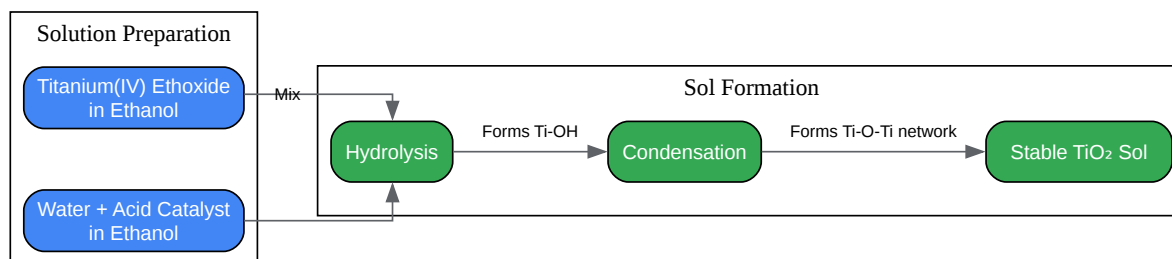 Solution Preparation
Titanium(IV) Ethoxide
in Ethanol
Water + Acid Catalyst
in Ethanol
Mix
Sol Formation
Hydrolysis
Forms Ti-OH
Condensation
Forms Ti-O-Ti network
Stable TiO₂ Sol